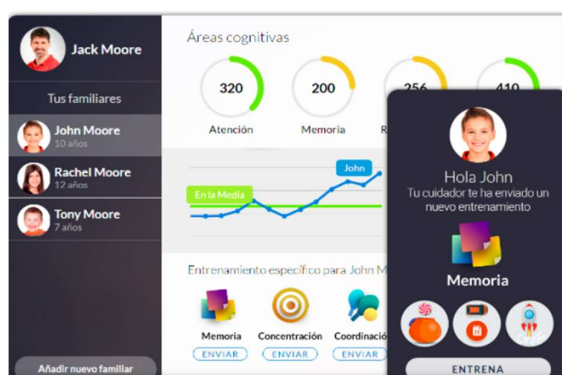 Jack Moore
Tus familiares
John Moore
10 años
Rachel Moore
12 años
Tony Moore
7 años
Añadir nuevo familiar
Áreas cognitivas
320
200
256
410
Atención
Memoria
R
En la Media
John
Entrenamiento específico para John M
Memoria
Concentración
Coordinació
ENVIAR
ENVIAR
ENVIAR
Hola John
Tu cuidador te ha enviado un
nuevo entrenamiento
Memoria
ENTRENA